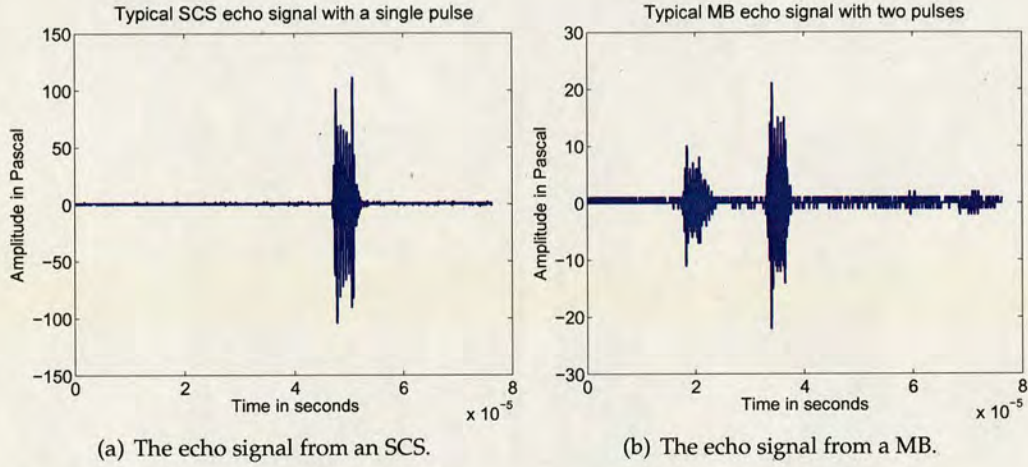 Typical SCS echo signal with a single pulse
150
100
50
0
−50
−100
−150
Amplitude in Pascal
0
2
4
6
8
Time in seconds
x 10⁻⁵
(a) The echo signal from an SCS.
Typical MB echo signal with two pulses
30
20
10
0
−10
−20
−30
Amplitude in Pascal
0
2
4
6
8
Time in seconds
x 10⁻⁵
(b) The echo signal from a MB.